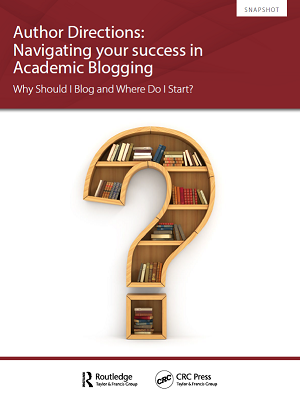 SNAPSHOT
Author Directions:
Navigating your success in
Academic Blogging
Why Should I Blog and Where Do I Start?
Routledge
Taylor & Francis Group
CRC
CRC Press
Taylor & Francis Group